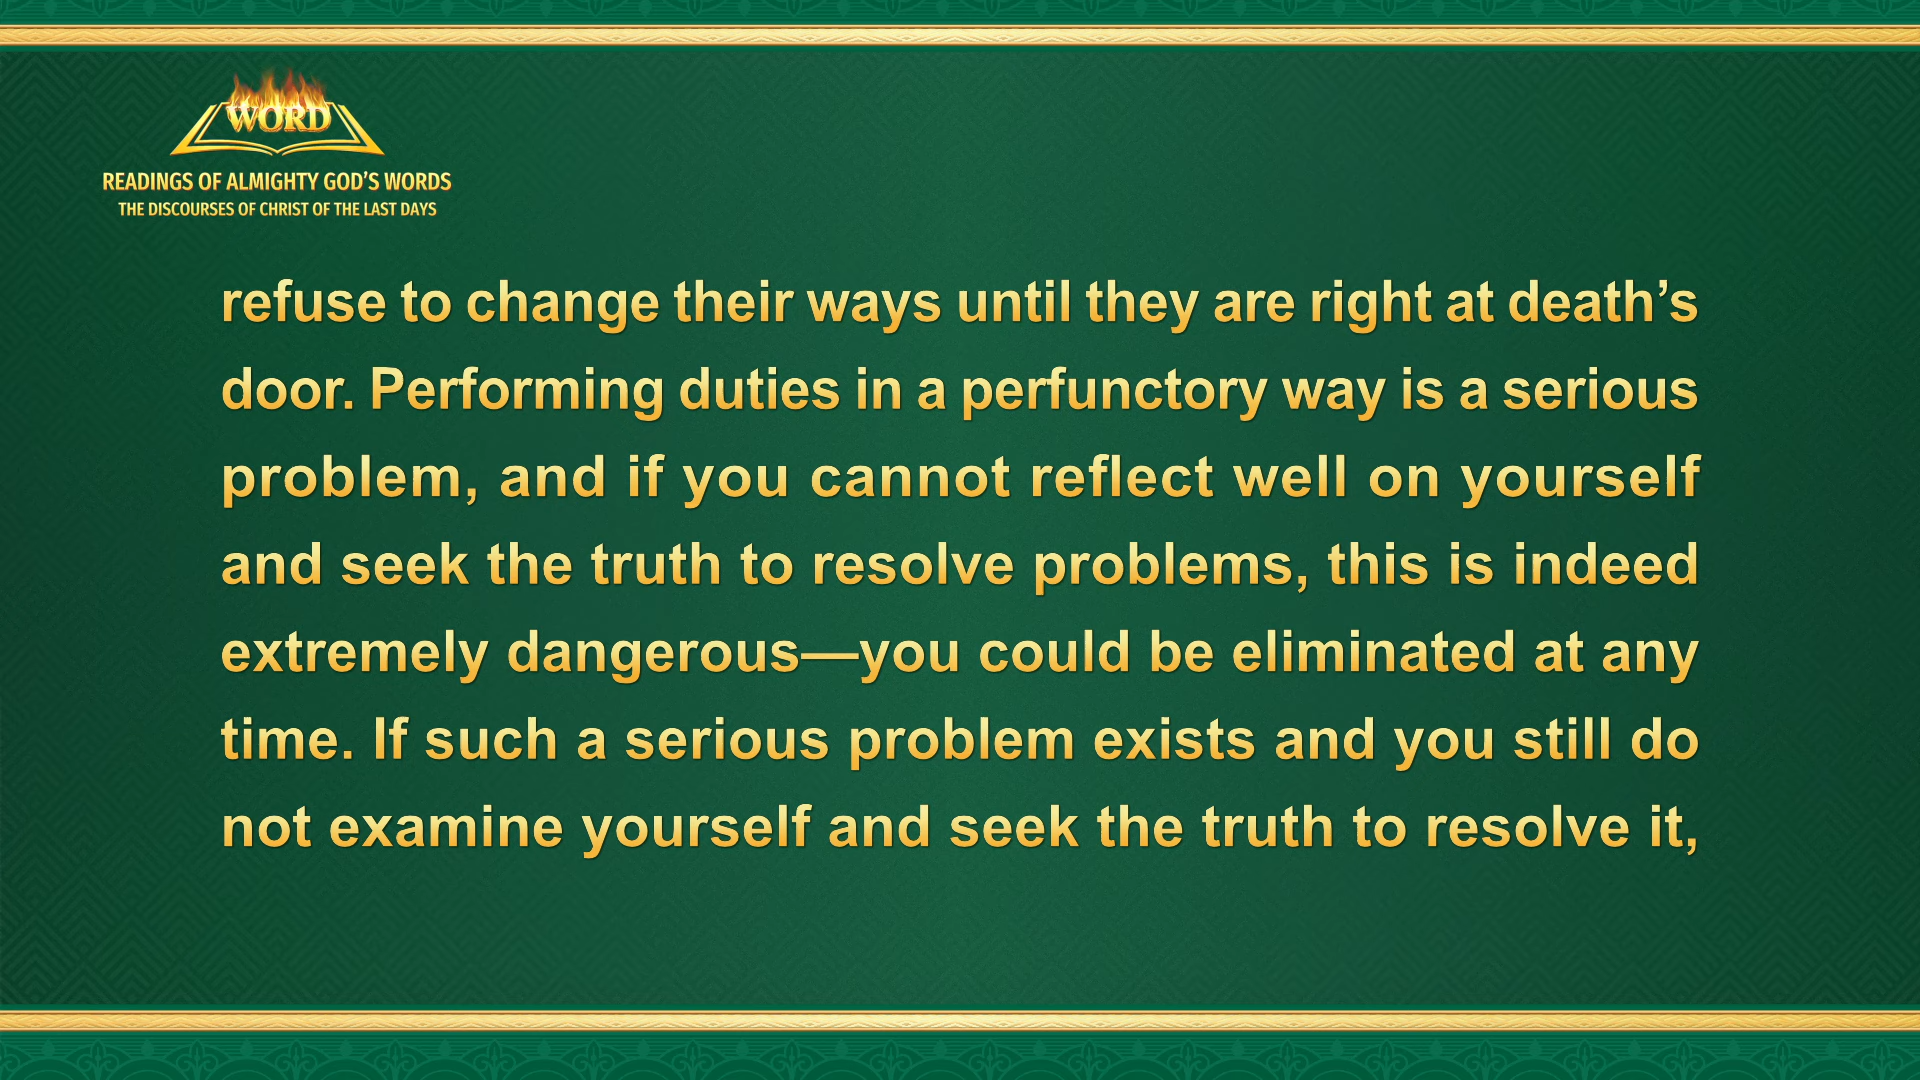 WORD
READINGS OF ALMIGHTY GOD’S WORDS
THE DISCOURSES OF CHRIST OF THE LAST DAYS
refuse to change their ways until they are right at death’s
door. Performing duties in a perfunctory way is a serious
problem, and if you cannot reflect well on yourself
and seek the truth to resolve problems, this is indeed
extremely dangerous—you could be eliminated at any
time. If such a serious problem exists and you still do
not examine yourself and seek the truth to resolve it,